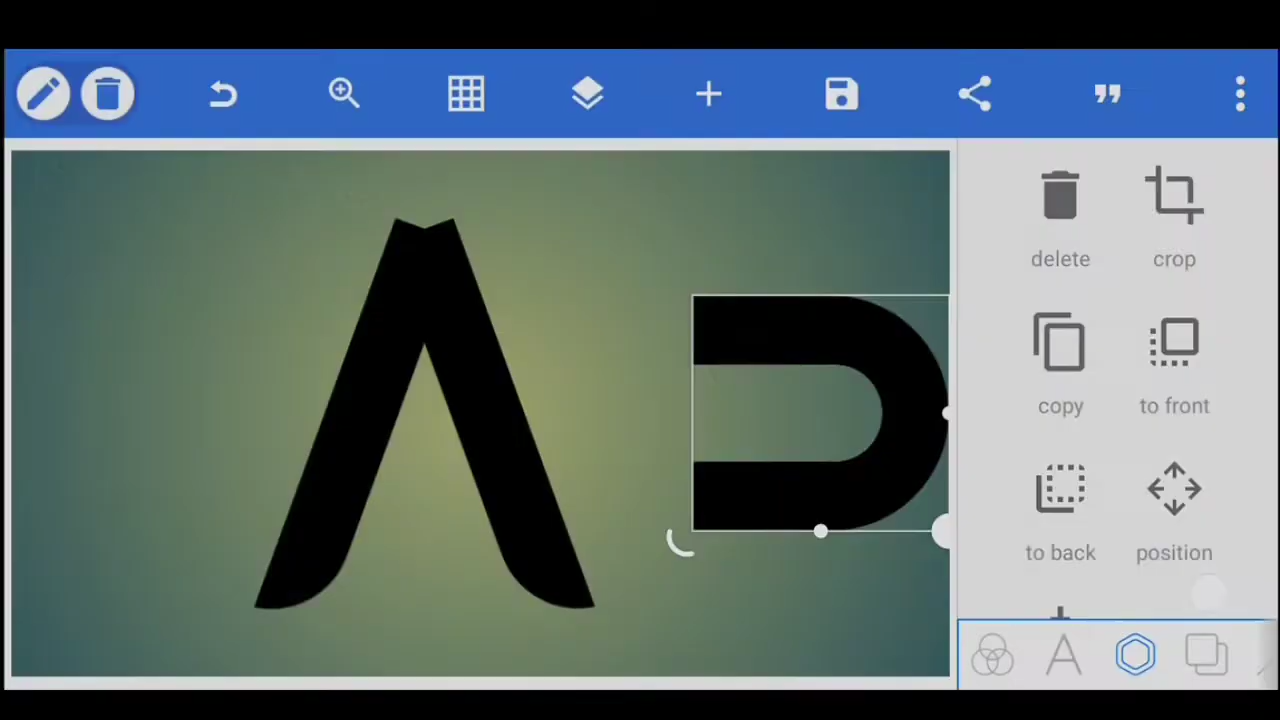 delete
crop
copy
to front
to back
position